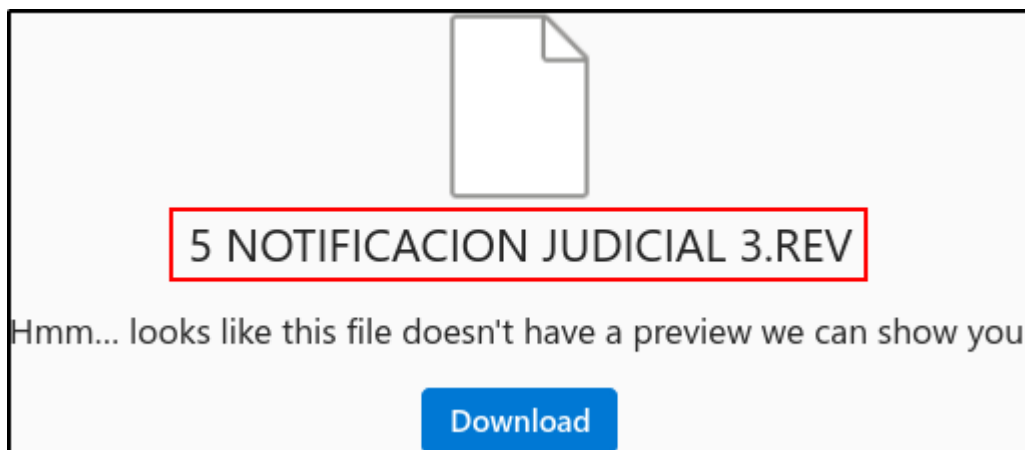 5 NOTIFICACION JUDICIAL 3.REV
Hmm... looks like this file doesn't have a preview we can show you
Download